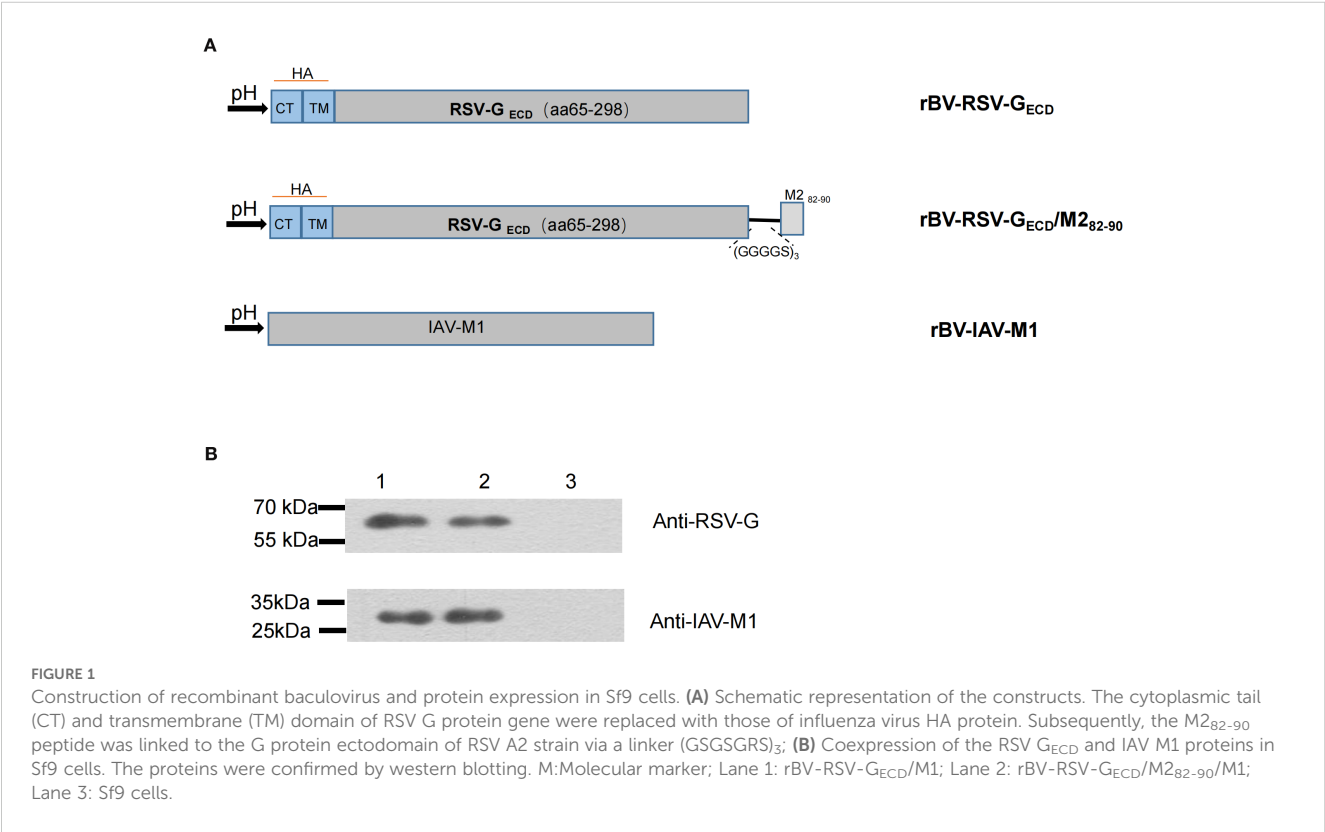 A
HA
pH
CT TM RSV-G ECD (aa65-298)
rBV-RSV-GECD
HA
pH
CT TM RSV-G ECD (aa65-298)
M2 82-90
(GGGGS)3
rBV-RSV-GECD/M282-90
pH
IAV-M1
rBV-IAV-M1
B
1 2 3
70 kDa
55 kDa
Anti-RSV-G
35kDa
25kDa
Anti-IAV-M1
FIGURE 1
Construction of recombinant baculovirus and protein expression in Sf9 cells. (A) Schematic representation of the constructs. The cytoplasmic tail
(CT) and transmembrane (TM) domain of RSV G protein gene were replaced with those of influenza virus HA protein. Subsequently, the M282-90
peptide was linked to the G protein ectodomain of RSV A2 strain via a linker (GSGSGRS)3; (B) Coexpression of the RSV GECD and IAV M1 proteins in
Sf9 cells. The proteins were confirmed by western blotting. M:Molecular marker; Lane 1: rBV-RSV-GECD/M1; Lane 2: rBV-RSV-GECD/M282-90/M1;
Lane 3: Sf9 cells.